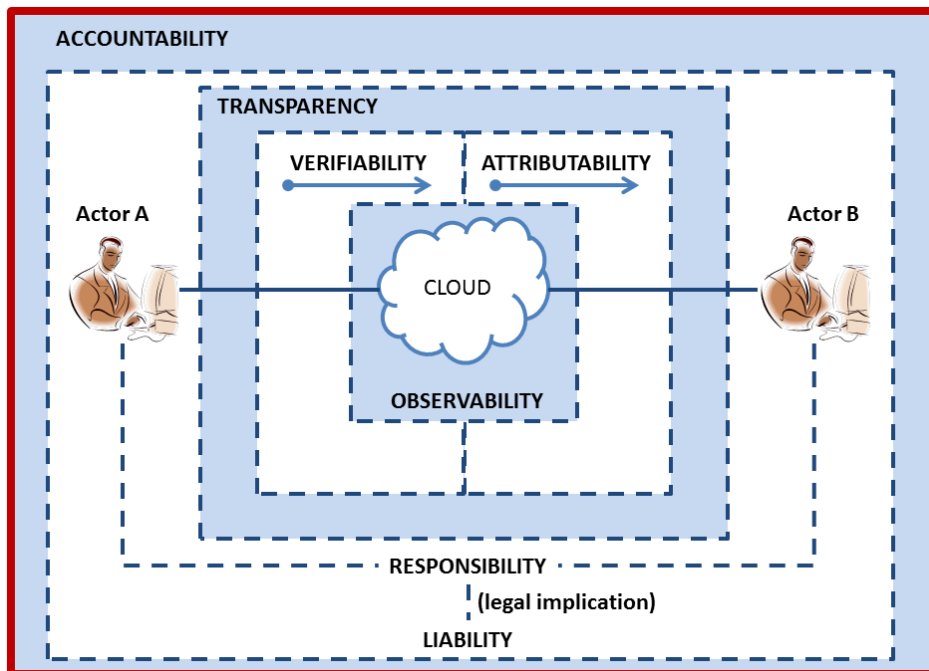 ACCOUNTABILITY
TRANSPARENCY
VERIFIABILITY
ATTRIBUTABILITY
Actor A
Actor B
CLOUD
OBSERVABILITY
RESPONSIBILITY
(legal implication)
LIABILITY